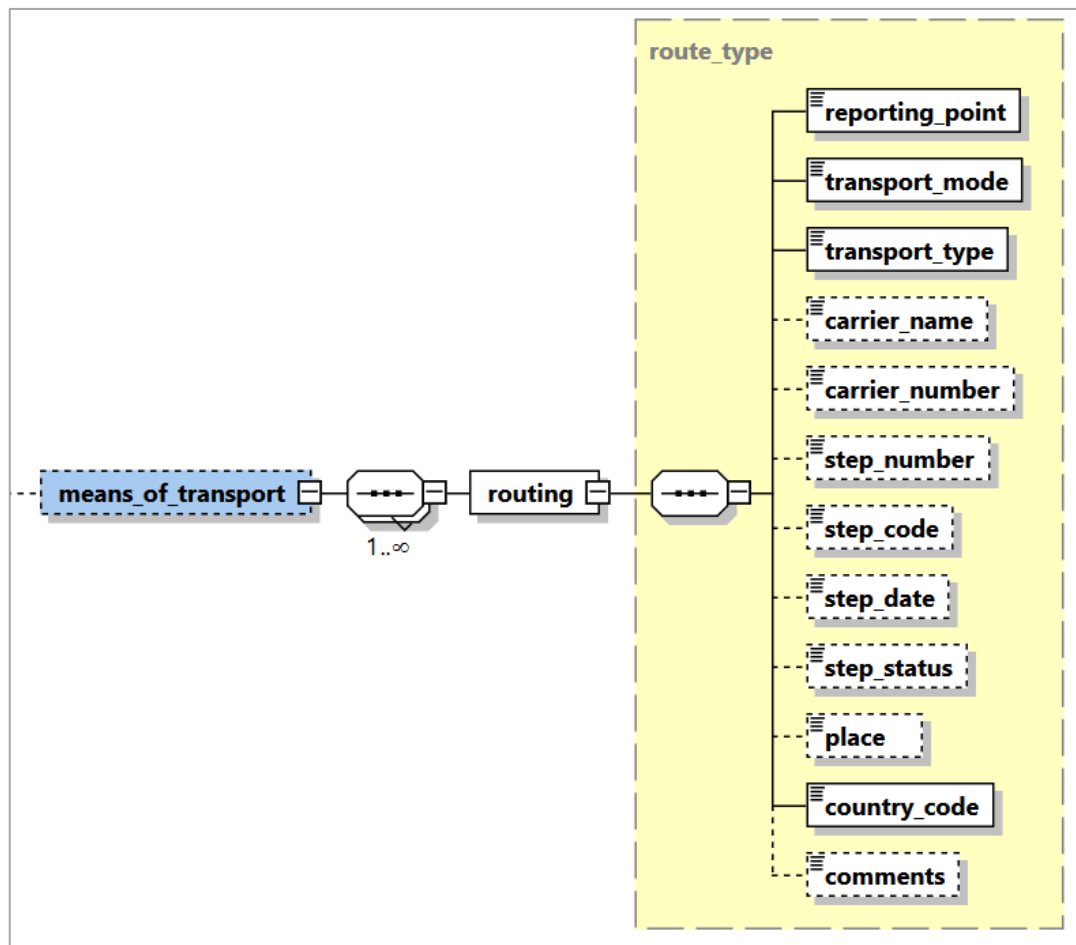 route_type
reporting_point
transport_mode
transport_type
carrier_name
carrier_number
step_number
means_of_transport
routing
step_code
1..∞
step_date
step_status
place
country_code
comments